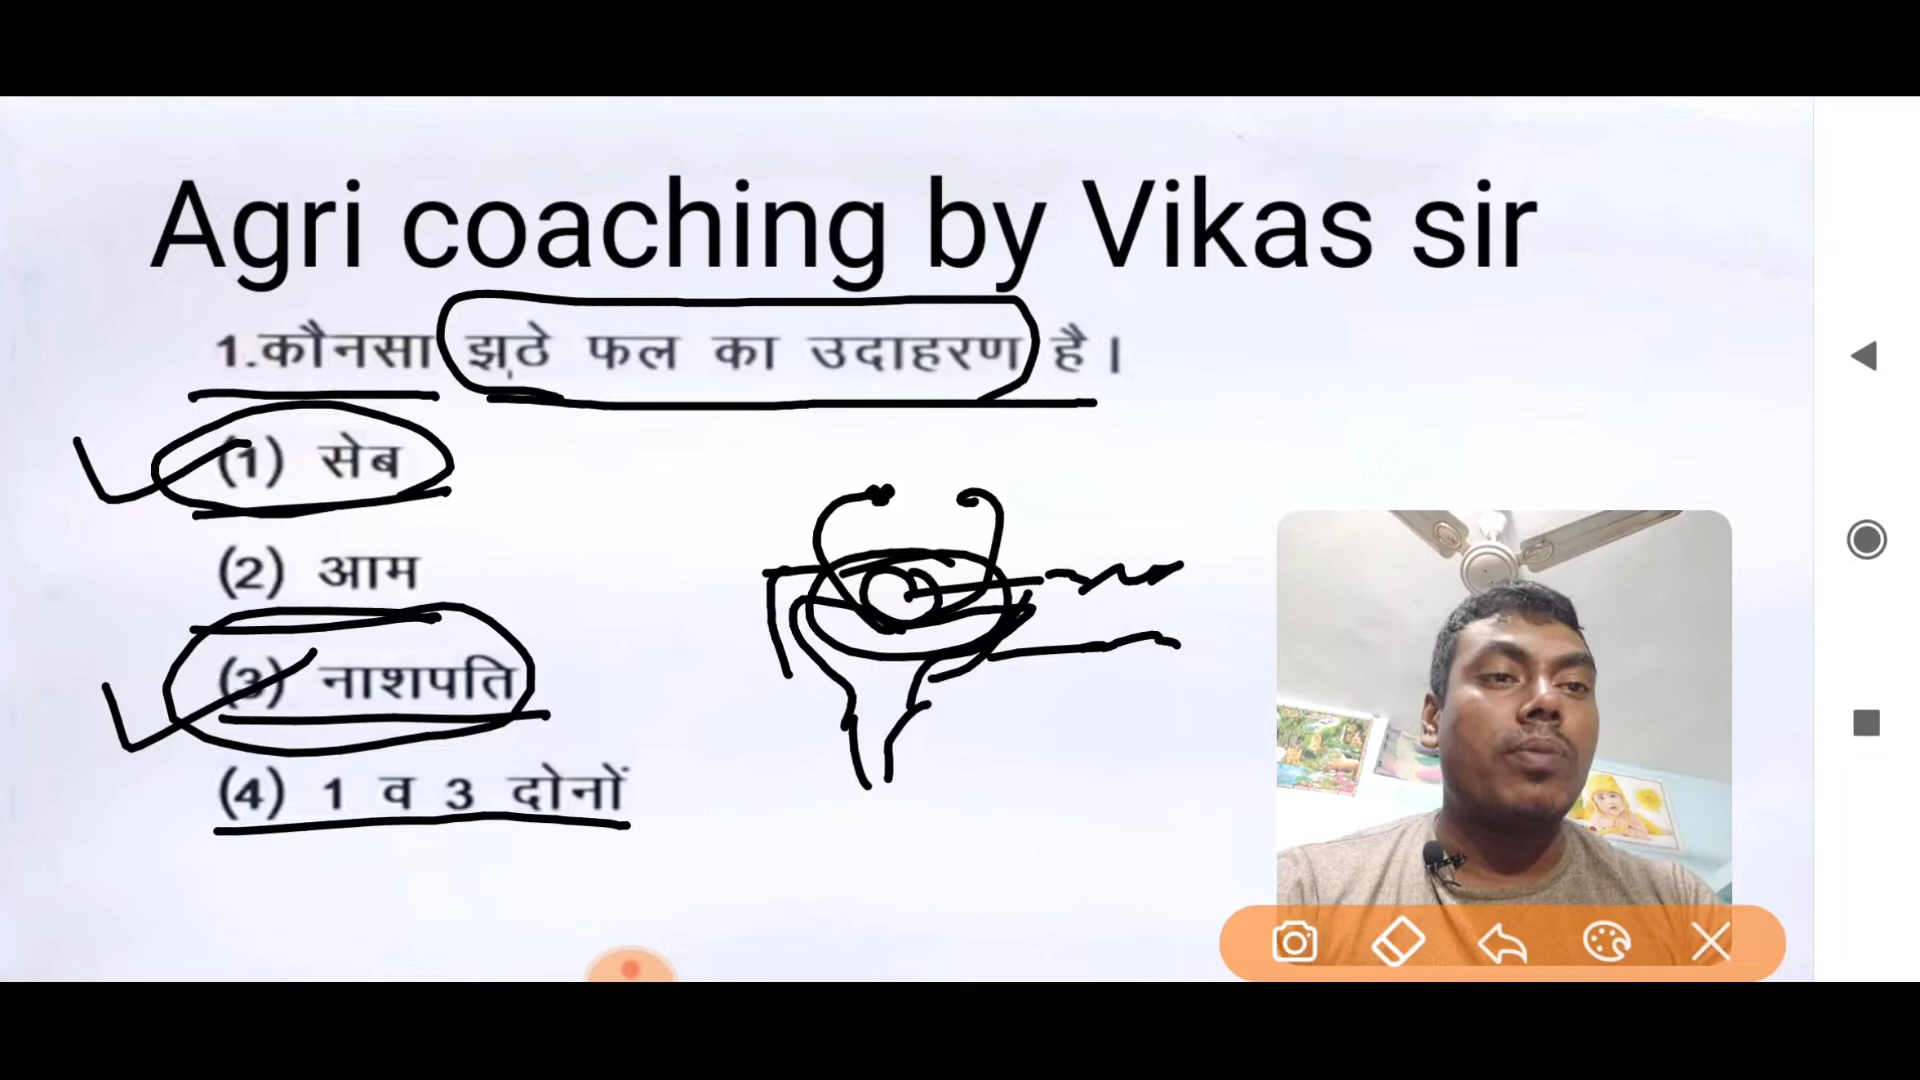 Agri coaching by Vikas sir
1.कौनसा झूठे फल का उदाहरण है।
(1) सेब
(2) आम
(3) नाशपति
(4) 1 व 3 दोनों